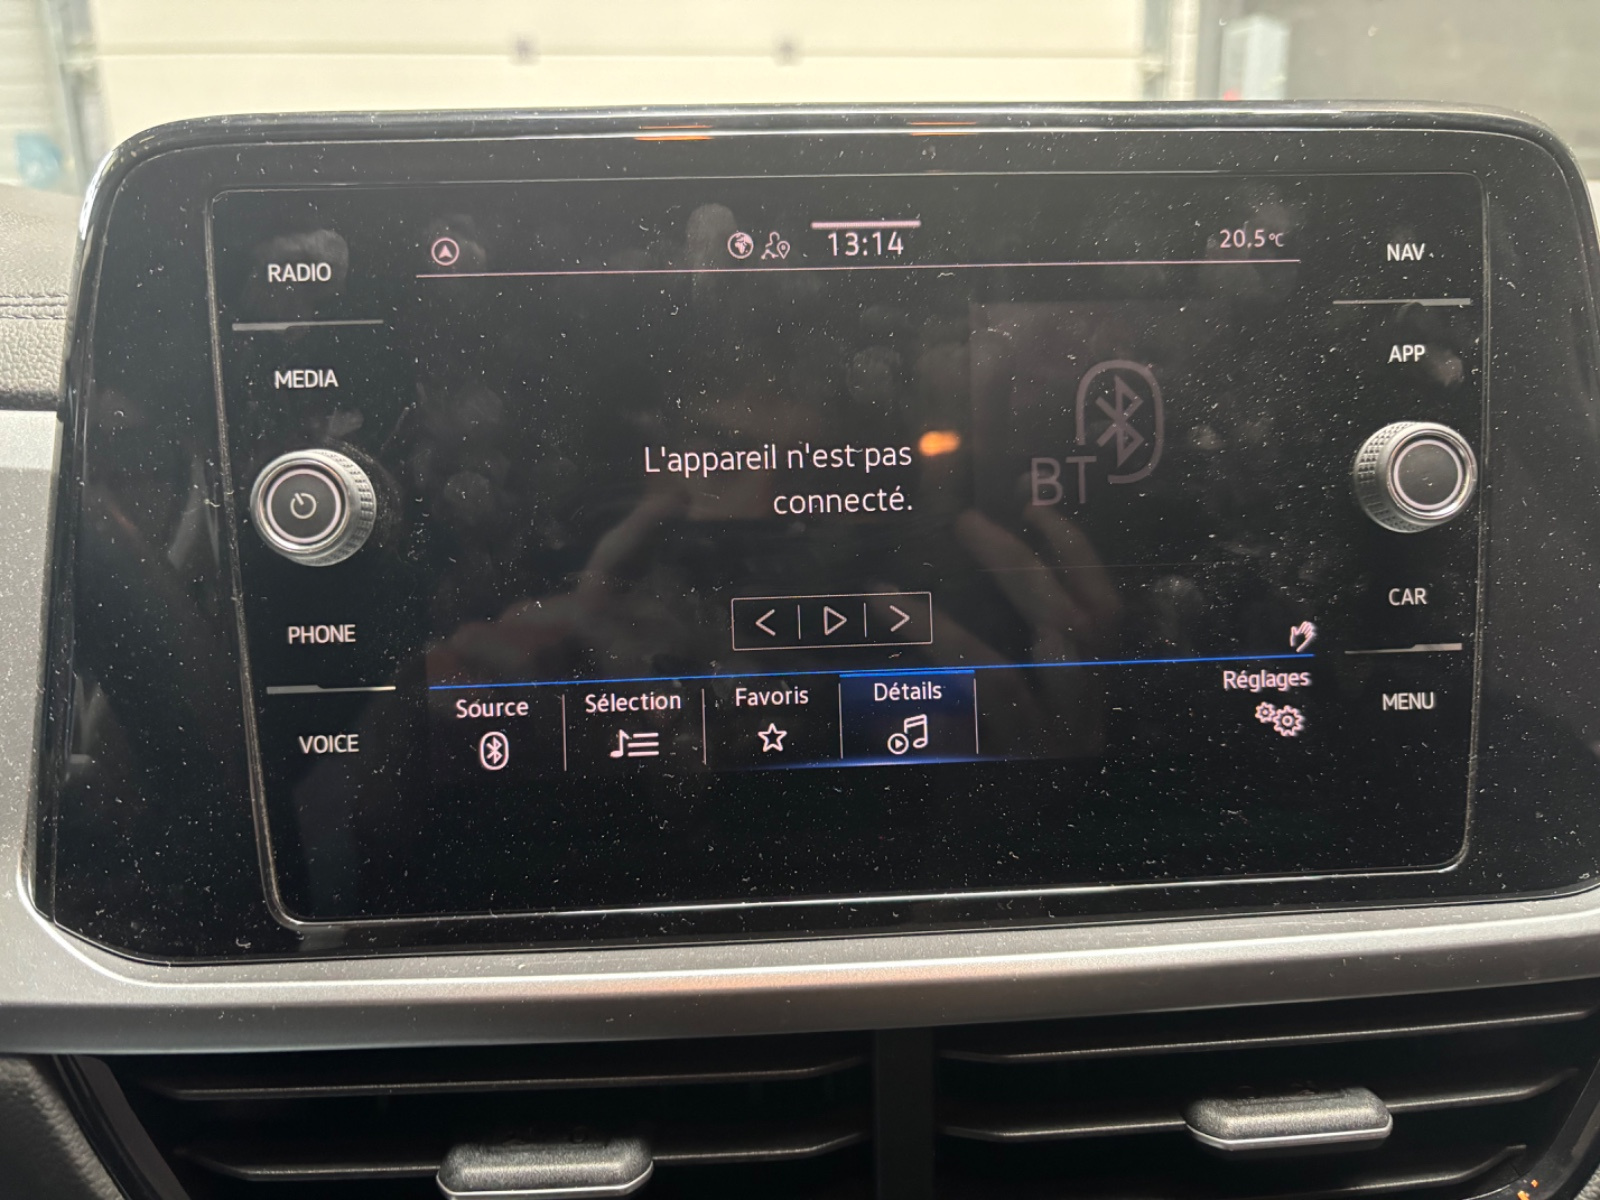 RADIO
MEDIA
PHONE
VOICE
13:14
20.5°C
L'appareil n'est pas
connecté.
BT
Source
Sélection
Favoris
Détails
Réglages
NAV
APP
CAR
MENU